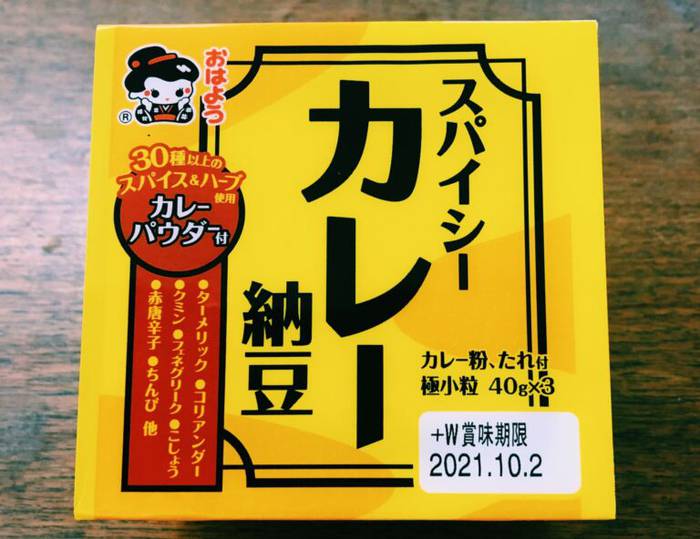 おはよう
®
スパイシー
カレー
納豆
30種以上の
スパイス&ハーブ
使用
カレー
パウダー付
●ターメリック ●コリアンダー
●クミン ●フェネグリーク ●こしょう
●赤唐辛子 ●ちんぴ 他
カレー粉、たれ付
極小粒 40g×3
+W賞味期限
2021.10.2